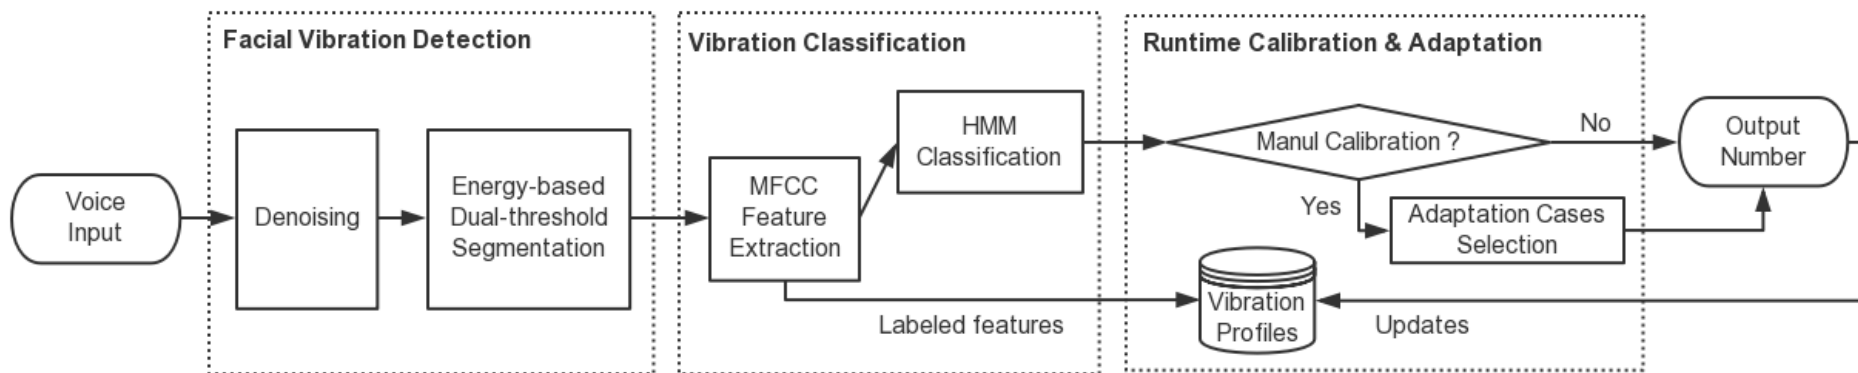 Facial Vibration Detection
Vibration Classification
Runtime Calibration & Adaptation
Voice
Input
Denoising
Energy-based
Dual-threshold
Segmentation
MFCC
Feature
Extraction
HMM
Classification
Manul Calibration ?
No
Yes
Adaptation Cases
Selection
Output
Number
Labeled features
Vibration
Profiles
Updates